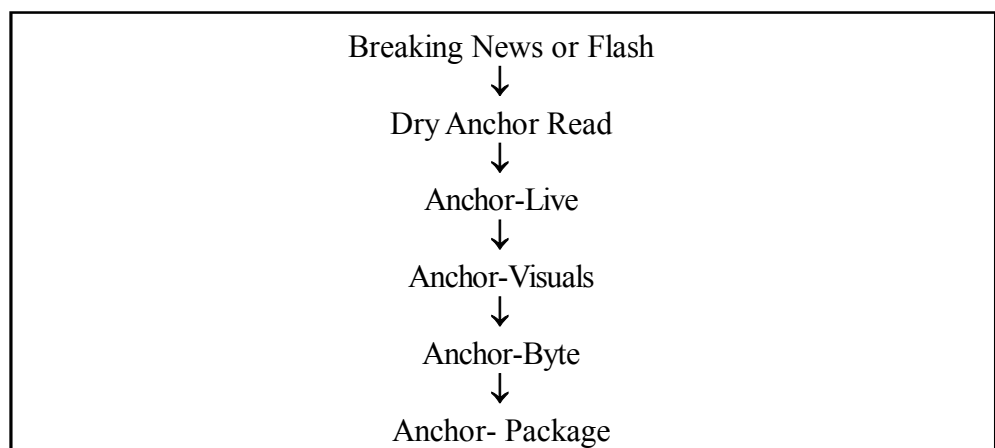 Breaking News or Flash
↓
Dry Anchor Read
↓
Anchor-Live
↓
Anchor-Visuals
↓
Anchor-Byte
↓
Anchor- Package